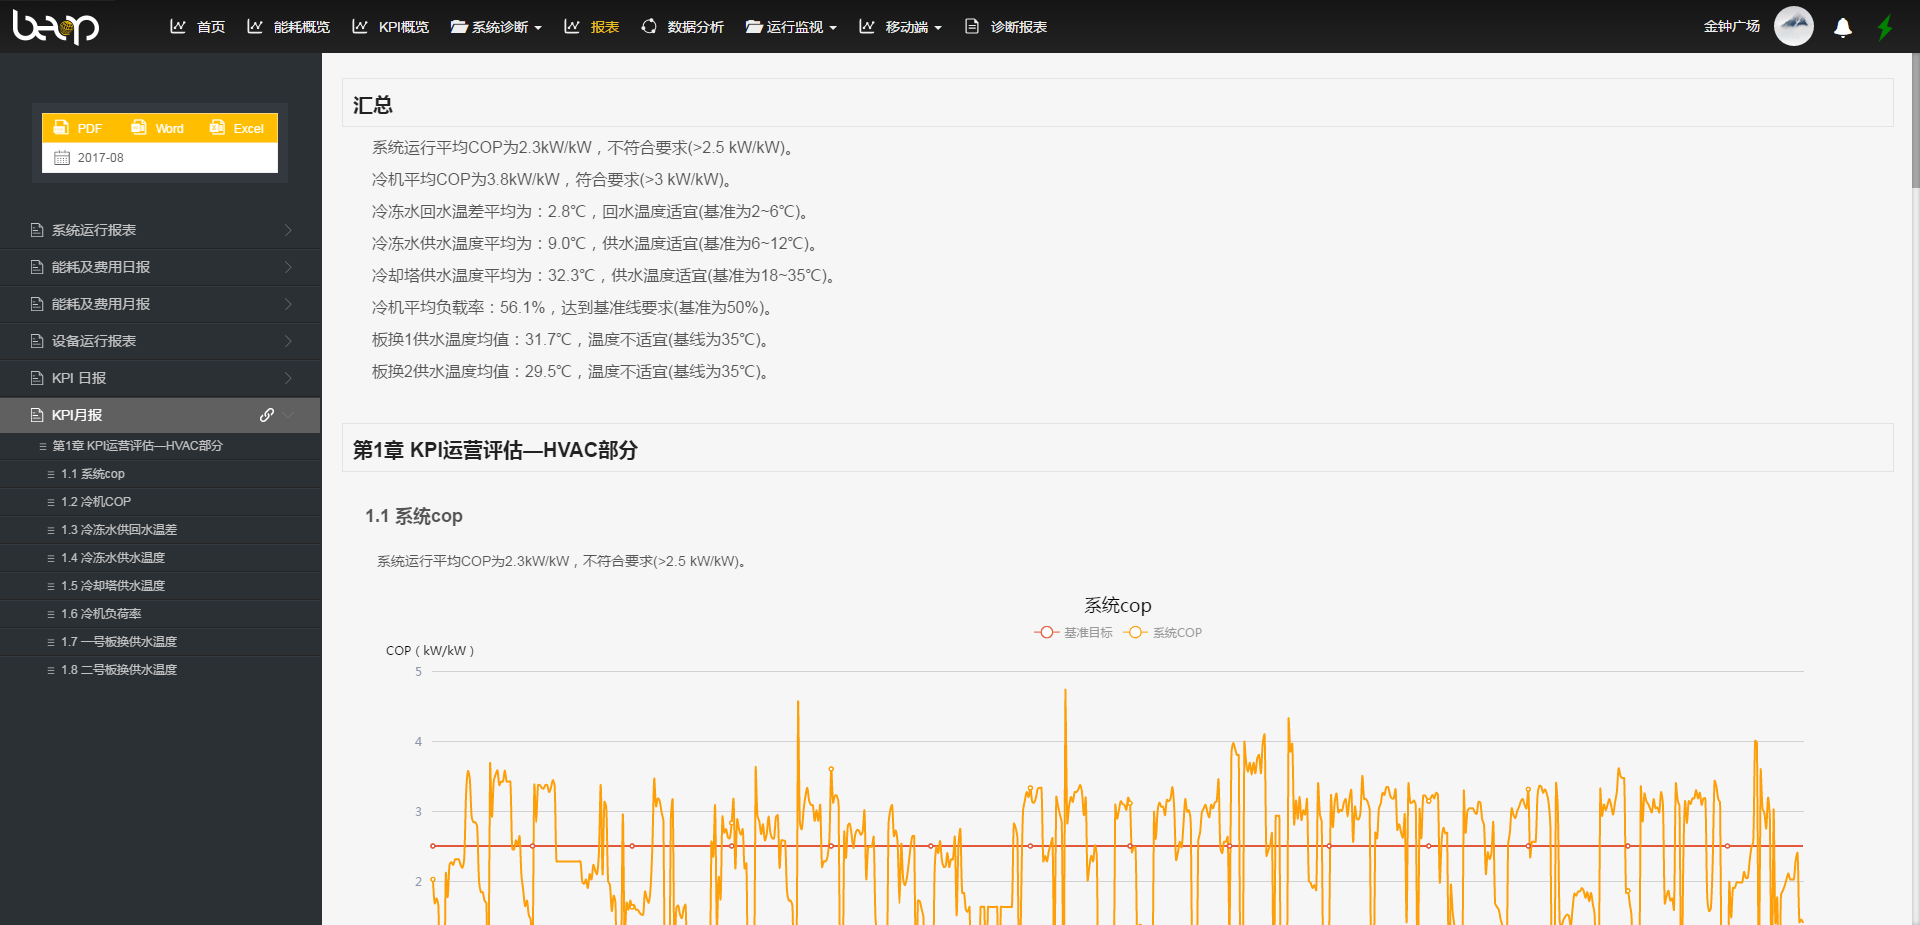 beop
首页
能耗概览
KPI概览
系统诊断
报表
数据分析
运行监视
移动端
诊断报表
金钟广场
PDF
Word
Excel
2017-08
系统运行报表
能耗及费用日报
能耗及费用月报
设备运行报表
KPI 日报
KPI月报
第1章 KPI运营评估—HVAC部分
1.1 系统cop
1.2 冷机COP
1.3 冷冻水供回水温差
1.4 冷冻水供水温度
1.5 冷却塔供水温度
1.6 冷机负荷率
1.7 一号板换供水温度
1.8 二号板换供水温度
汇总
系统运行平均COP为2.3kW/kW，不符合要求(>2.5 kW/kW)。
冷机平均COP为3.8kW/kW，符合要求(>3 kW/kW)。
冷冻水回水温差平均为：2.8℃，回水温度适宜(基准为2~6℃)。
冷冻水供水温度平均为：9.0℃，供水温度适宜(基准为6~12℃)。
冷却塔供水温度平均为：32.3℃，供水温度适宜(基准为18~35℃)。
冷机平均负载率：56.1%，达到基准线要求(基准为50%)。
板换1供水温度均值：31.7℃，温度不适宜(基线为35℃)。
板换2供水温度均值：29.5℃，温度不适宜(基线为35℃)。
第1章 KPI运营评估—HVAC部分
1.1 系统cop
系统运行平均COP为2.3kW/kW，不符合要求(>2.5 kW/kW)。
系统cop
基准目标
系统COP
COP（kW/kW）
5
4
3
2